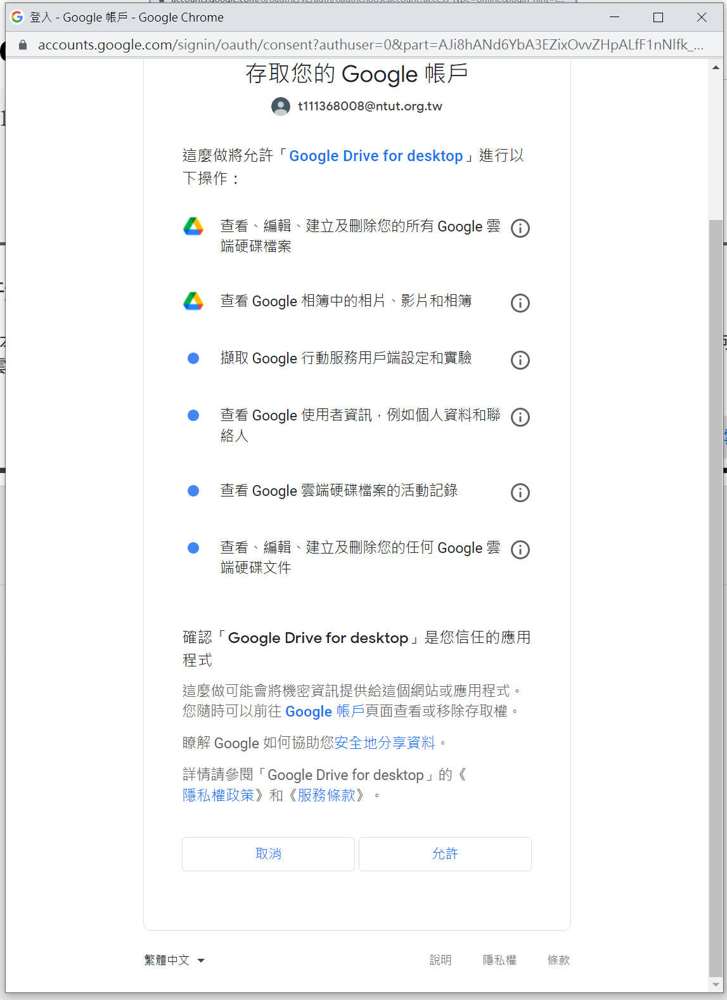 登入 - Google 帳戶 - Google Chrome
accounts.google.com/signin/oauth/consent?authuser=0&part=AJi8hANd6YbA3EZixOvvZHpALfF1nNlfk_...
存取您的 Google 帳戶
t111368008@ntut.org.tw
這麼做將允許「Google Drive for desktop」進行以
下操作：
查看、編輯、建立及刪除您的所有 Google 雲
端硬碟檔案
查看 Google 相簿中的相片、影片和相簿
擷取 Google 行動服務用戶端設定和實驗
查看 Google 使用者資訊，例如個人資料和聯
絡人
查看 Google 雲端硬碟檔案的活動記錄
查看、編輯、建立及刪除您的任何 Google 雲
端硬碟文件
確認「Google Drive for desktop」是您信任的應用
程式
這麼做可能會將機密資訊提供給這個網站或應用程式。
您隨時可以前往 Google 帳戶頁面查看或移除存取權。
瞭解 Google 如何協助您安全地分享資料。
詳情請參閱「Google Drive for desktop」的《
隱私權政策》和《服務條款》。
取消
允許
繁體中文
說明
隱私權
條款